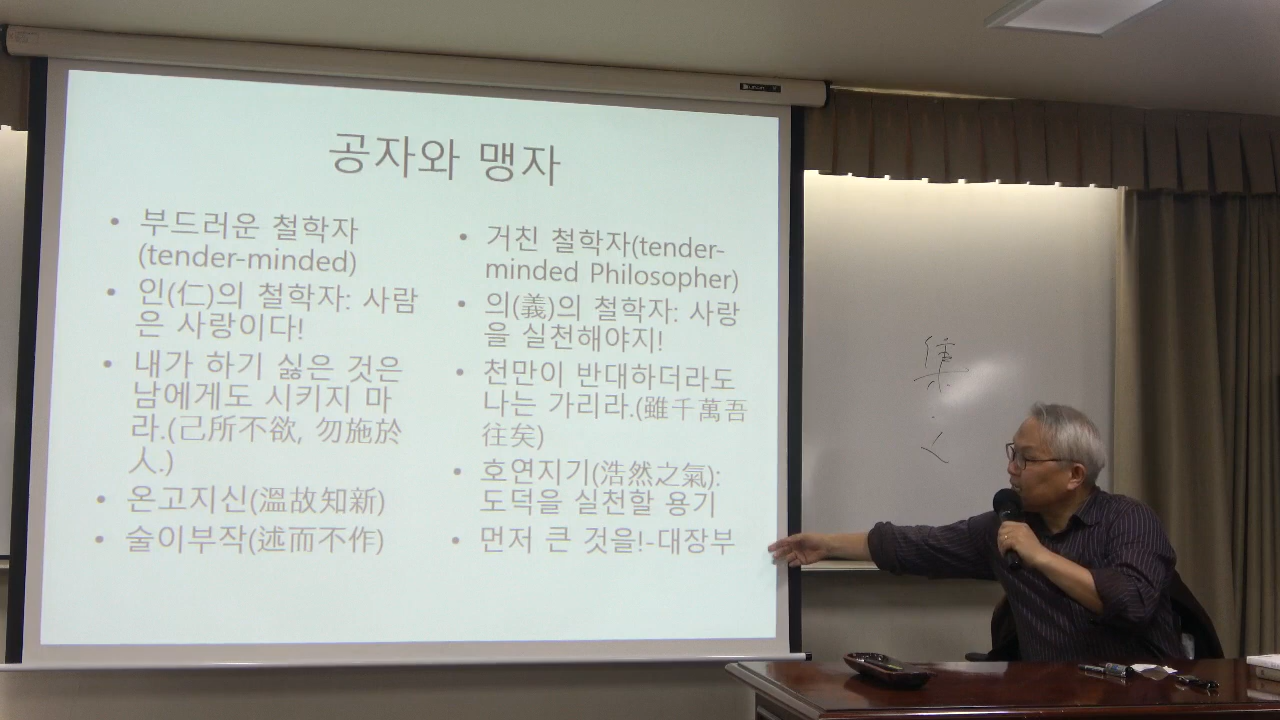 공자와 맹자
• 부드러운 철학자
(tender-minded)
• 인(仁)의 철학자: 사람
은 사랑이다!
• 내가 하기 싫은 것은
남에게도 시키지 마
라.(己所不欲, 勿施於
人.)
• 온고지신(溫故知新)
• 술이부작(述而不作)
• 거친 철학자(tender-
minded Philosopher)
• 의(義)의 철학자: 사랑
을 실천해야지!
• 천만이 반대하더라도
나는 가리라.(雖千萬吾
往矣)
• 호연지기(浩然之氣):
도덕을 실천할 용기
• 먼저 큰 것을!-대장부